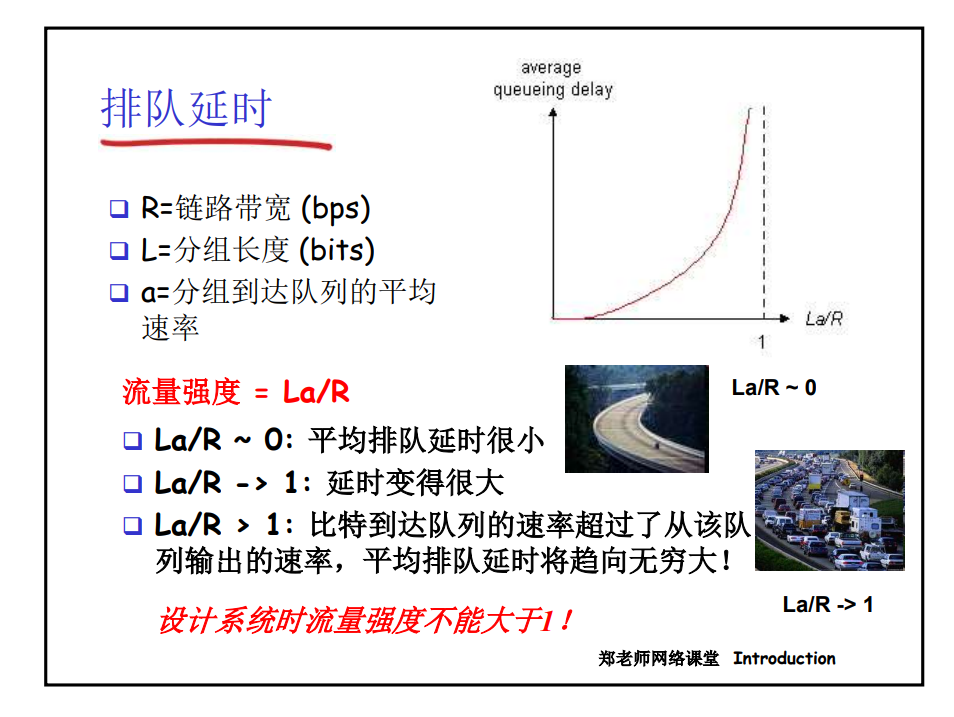 排队延时
average
queueing delay
R=链路带宽 (bps)
L=分组长度 (bits)
a=分组到达队列的平均
速率
La/R
1
流量强度 = La/R
La/R ~ 0
La/R ~ 0: 平均排队延时很小
La/R -> 1: 延时变得很大
La/R > 1: 比特到达队列的速率超过了从该队
列输出的速率，平均排队延时将趋向无穷大！
La/R -> 1
设计系统时流量强度不能大于1！
郑老师网络课堂 Introduction